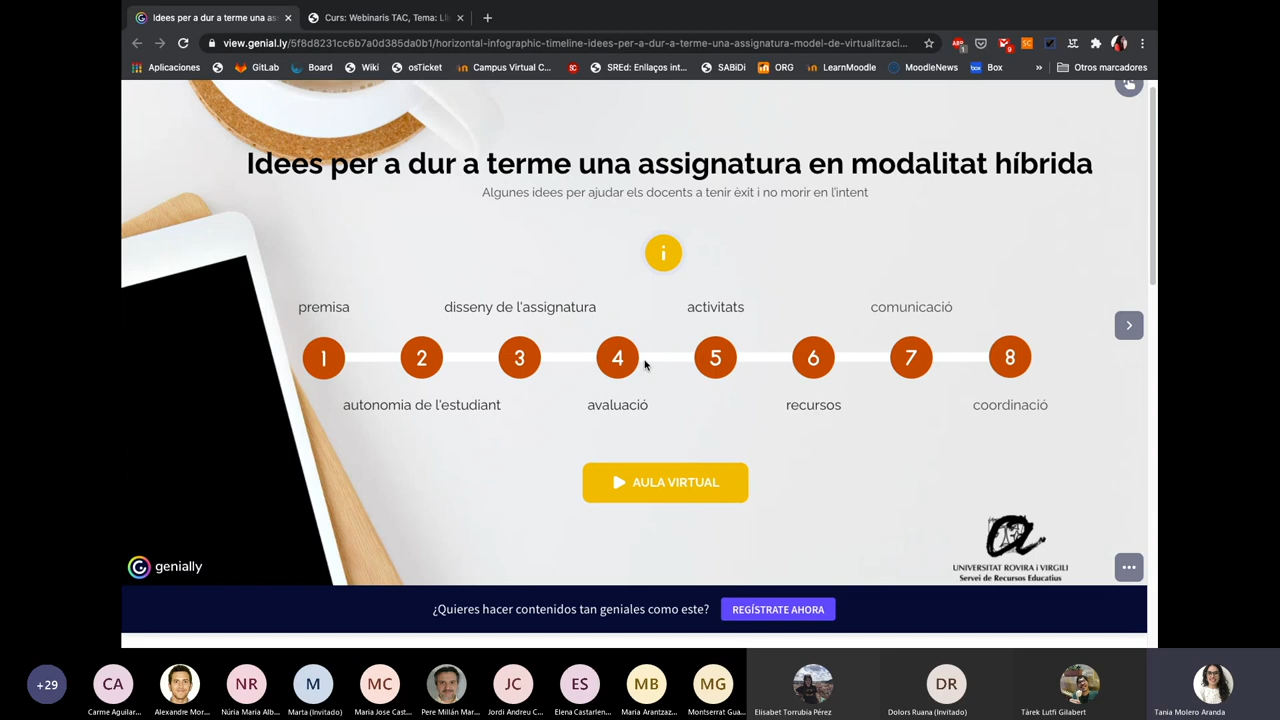 Idees per a dur a terme una as
Curs: Webinaris TAC, Tema: Ll
view.genial.ly/5f8d8231cc6b7a0d385da0b1/horizontal-infographic-timeline-idees-per-a-dur-a-terme-una-assignatura-model-de-virtualitzaci...
Aplicaciones
GitLab
Board
Wiki
osTicket
Campus Virtual C...
SREd: Enllaços int...
SABiDi
ORG
LearnMoodle
MoodleNews
Box
»
Otros marcadores
Idees per a dur a terme una assignatura en modalitat híbrida
Algunes idees per ajudar els docents a tenir èxit i no morir en l'intent
i
premisa
disseny de l'assignatura
activitats
comunicació
1 2 3 4 5 6 7 8
autonomia de l'estudiant
avaluació
recursos
coordinació
AULA VIRTUAL
genially
UNIVERSITAT ROVIRA I VIRGILI
Servei de Recursos Educatius
¿Quieres hacer contenidos tan geniales como este?
REGÍSTRATE AHORA
+29
CA
NR
M
MC
JC
ES
MB
MG
DR
Carme Aguilar...
Alexandre Mor...
Núria Maria Alb...
Marta (Invitado)
Maria Jose Cast...
Pere Millán Mar...
Jordi Andreu C...
Elena Castarlen...
Maria Arantzaz...
Montserrat Gua...
Elisabet Torrubia Pérez
Dolors Ruana (Invitado)
Tàrek Lutfi Gilabert
Tania Molero Aranda